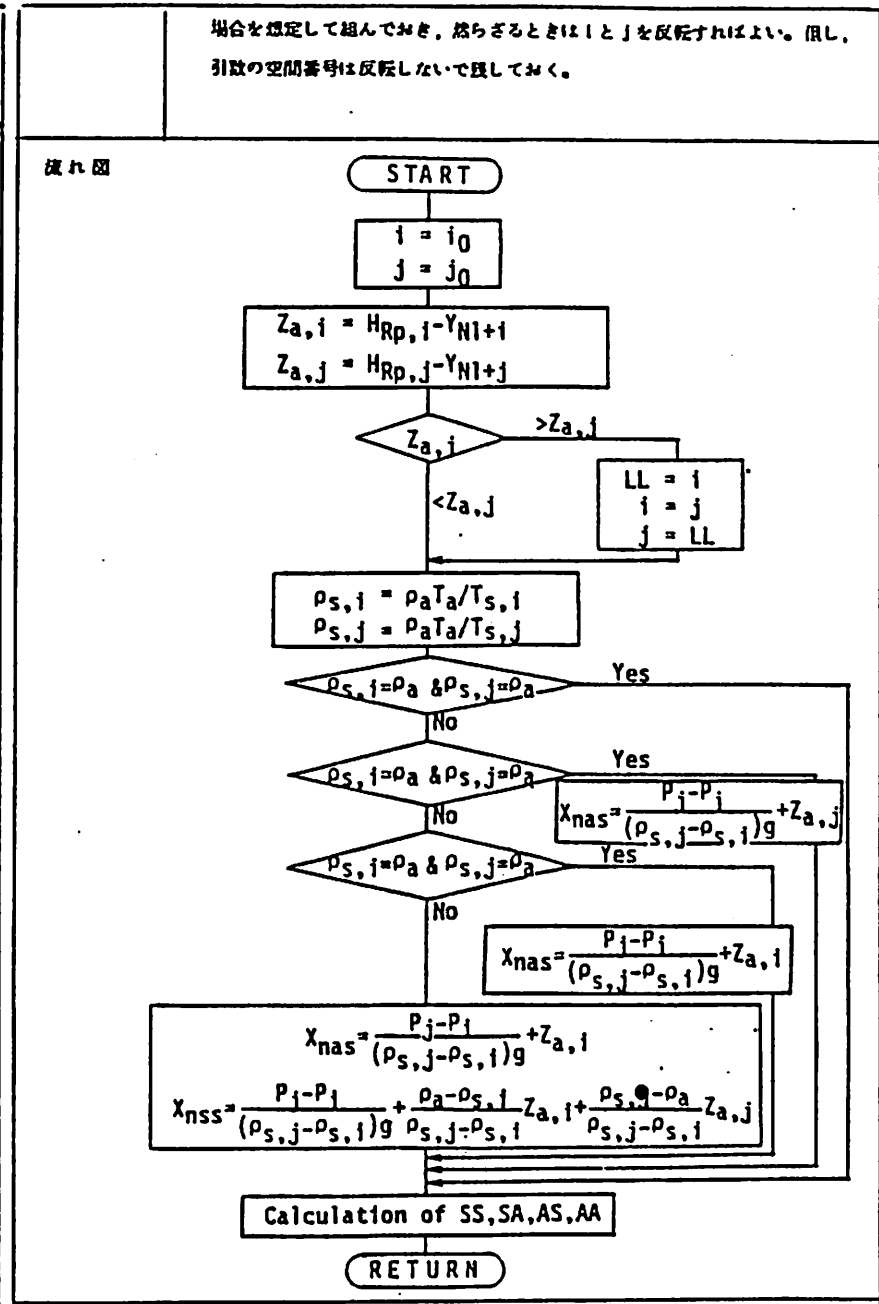 場合を想定して組んでおき，然らざるときはiとjを反転すればよい。但し，
引数の空間番号は反転しないで残しておく。
流れ図
START
i = i0
j = j0
Za,i = HRp,i-YNl+i
Za,j = HRp,j-YNl+j
Za,i
>Za,j
<Za,j
LL = i
i = j
j = LL
ρs,i = ρaTa/Ts,i
ρs,j = ρaTa/Ts,j
ρs,i=ρa &ρs,j=ρa
Yes
No
ρs,i=ρa &ρs,j=ρa
Yes
Xnas=(Pj-Pi)/((ρs,j-ρs,i)g)+Za,j
No
ρs,j=ρa &ρs,j=ρa
Yes
No
Xnas=(Pj-Pi)/((ρs,j-ρs,i)g)+Za,i
Xnas=(Pj-Pi)/((ρs,j-ρs,i)g)+Za,i
Xnss=(Pj-Pi)/((ρs,j-ρs,i)g)+(ρa-ρs,i)/(ρs,j-ρs,i)Za,i+(ρs,j-ρa)/(ρs,j-ρs,i)Za,j
Calculation of SS,SA,AS,AA
RETURN